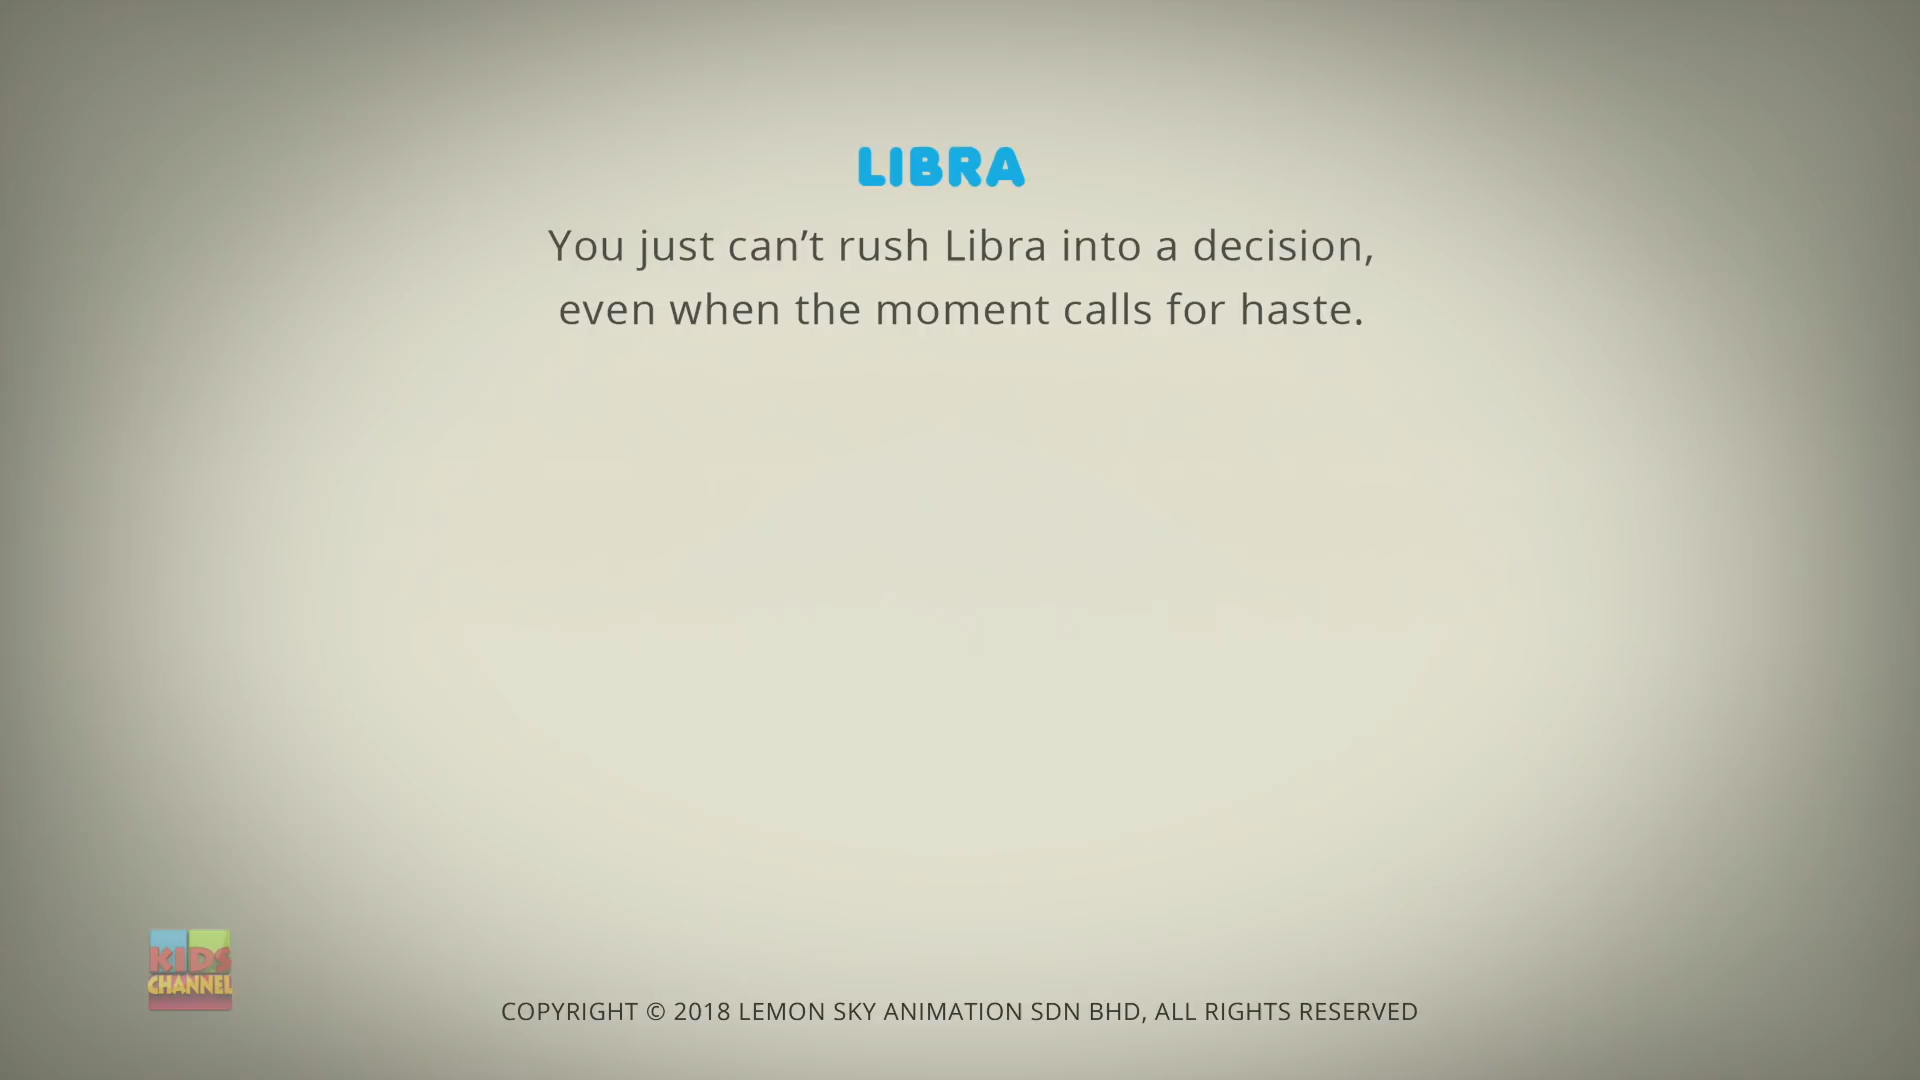 LIBRA
You just can’t rush Libra into a decision,
even when the moment calls for haste.
KIDS
CHANNEL
COPYRIGHT © 2018 LEMON SKY ANIMATION SDN BHD, ALL RIGHTS RESERVED